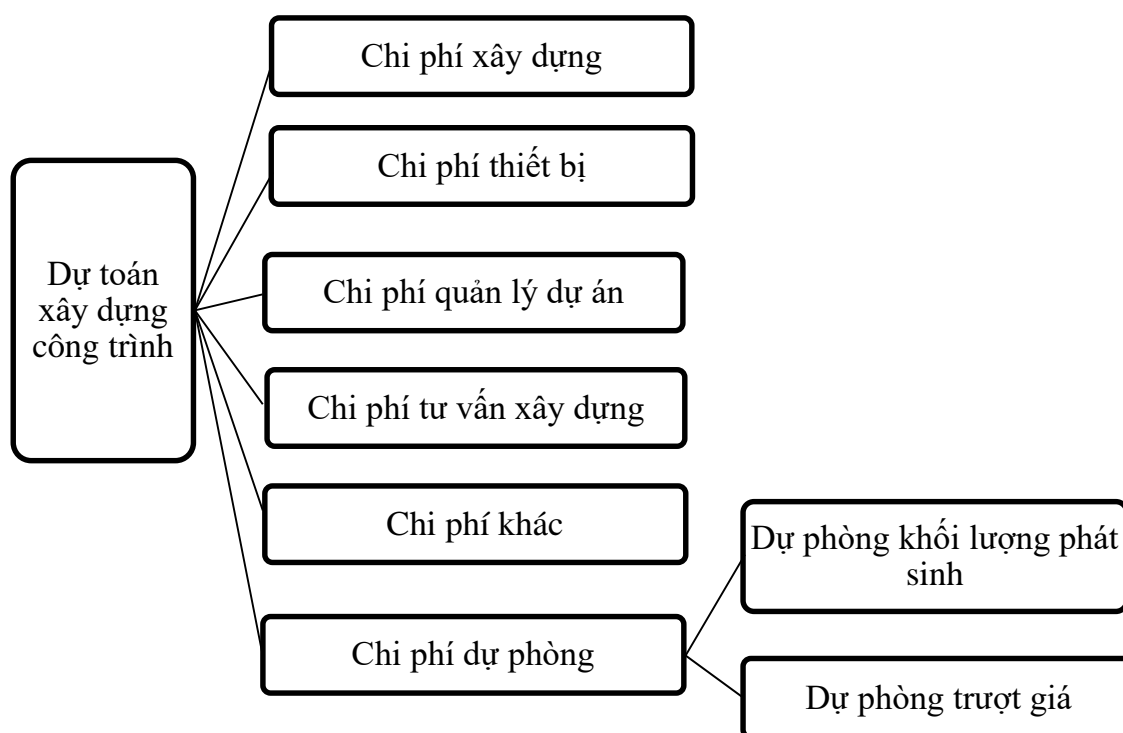 Chi phí xây dựng
Chi phí thiết bị
Dự toán
xây dựng
công trình
Chi phí quản lý dự án
Chi phí tư vấn xây dựng
Chi phí khác
Dự phòng khối lượng phát
sinh
Chi phí dự phòng
Dự phòng trượt giá